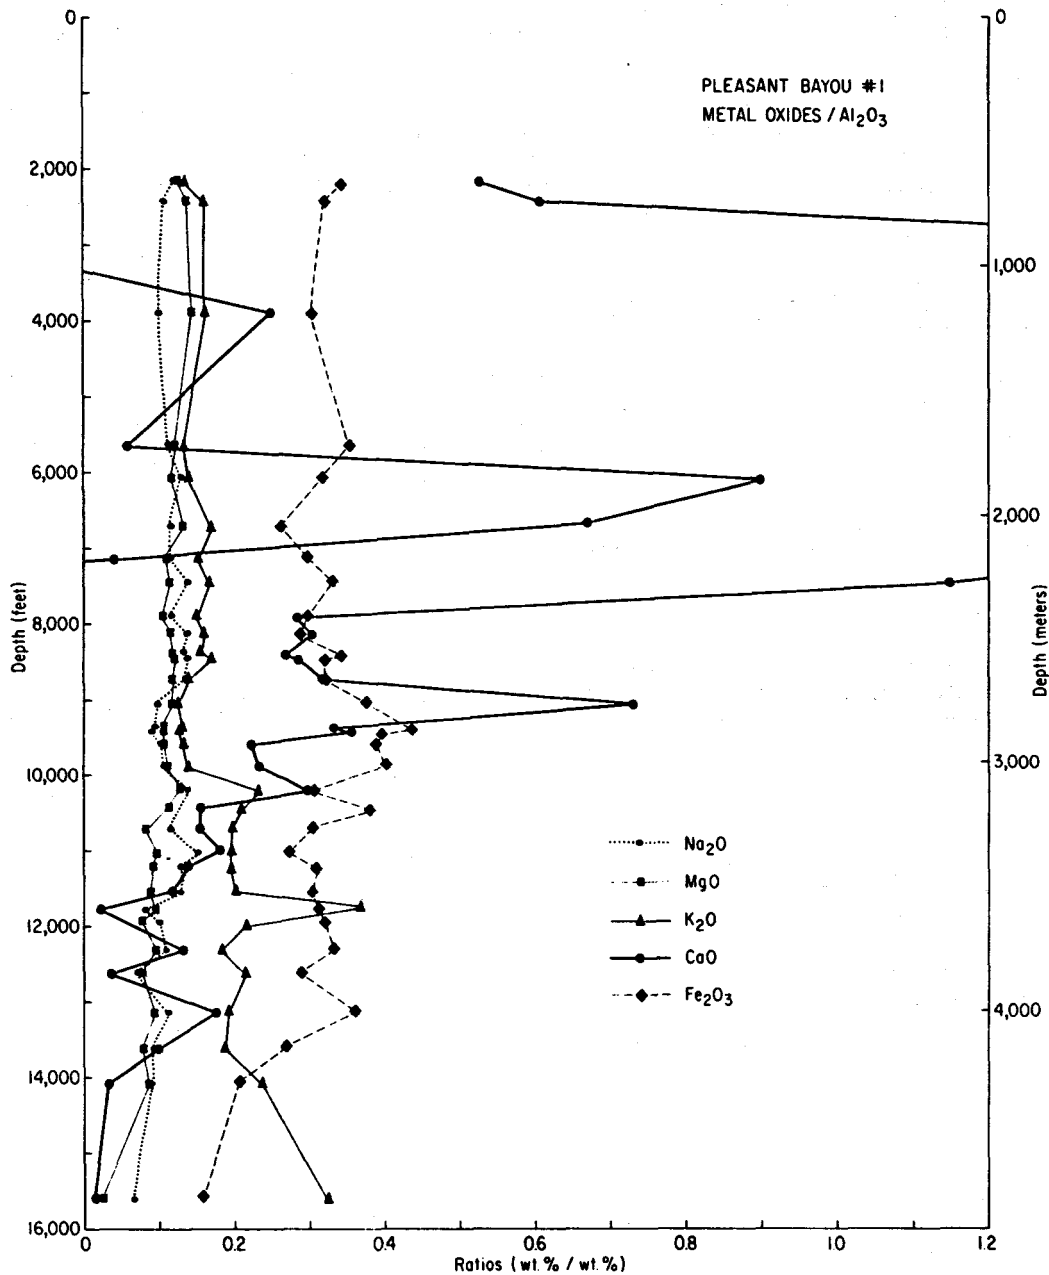 PLEASANT BAYOU #1
METAL OXIDES / Al₂O₃
0
2,000
4,000
6,000
8,000
10,000
12,000
14,000
16,000
Depth (feet)
0
1,000
2,000
3,000
4,000
Depth (meters)
Na₂O
MgO
K₂O
CaO
Fe₂O₃
0
0.2
0.4
0.6
0.8
1.0
1.2
Ratios (wt. % / wt. %)